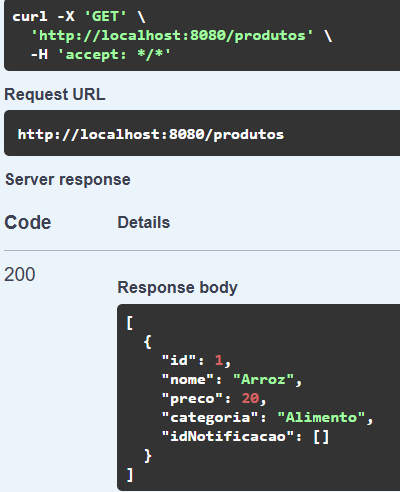 curl -X 'GET' \
  'http://localhost:8080/produtos' \
  -H 'accept: */*'
Request URL
http://localhost:8080/produtos
Server response
Code Details
200
Response body
[
  {
    "id": 1,
    "nome": "Arroz",
    "preco": 20,
    "categoria": "Alimento",
    "idNotificacao": []
  }
]